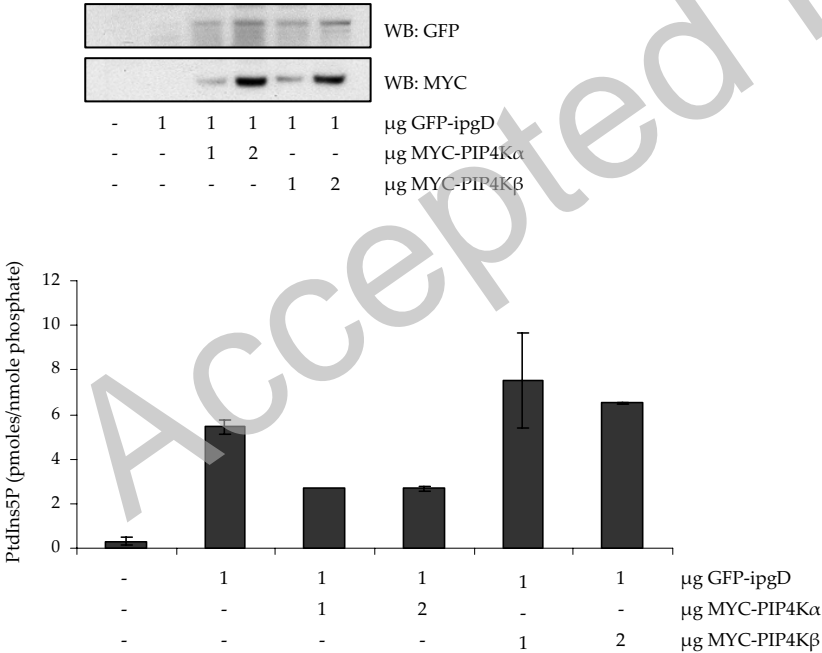 WB: GFP
WB: MYC
- 1 1 1 1 1 μg GFP-ipgD
- - 1 2 - - μg MYC-PIP4Kα
- - - - 1 2 μg MYC-PIP4Kβ
PtdIns5P (pmoles/nmole phosphate)
12
10
8
6
4
2
0
- 1 1 1 1 1 μg GFP-ipgD
- - 1 2 - - μg MYC-PIP4Kα
- - - - 1 2 μg MYC-PIP4Kβ
Accepted